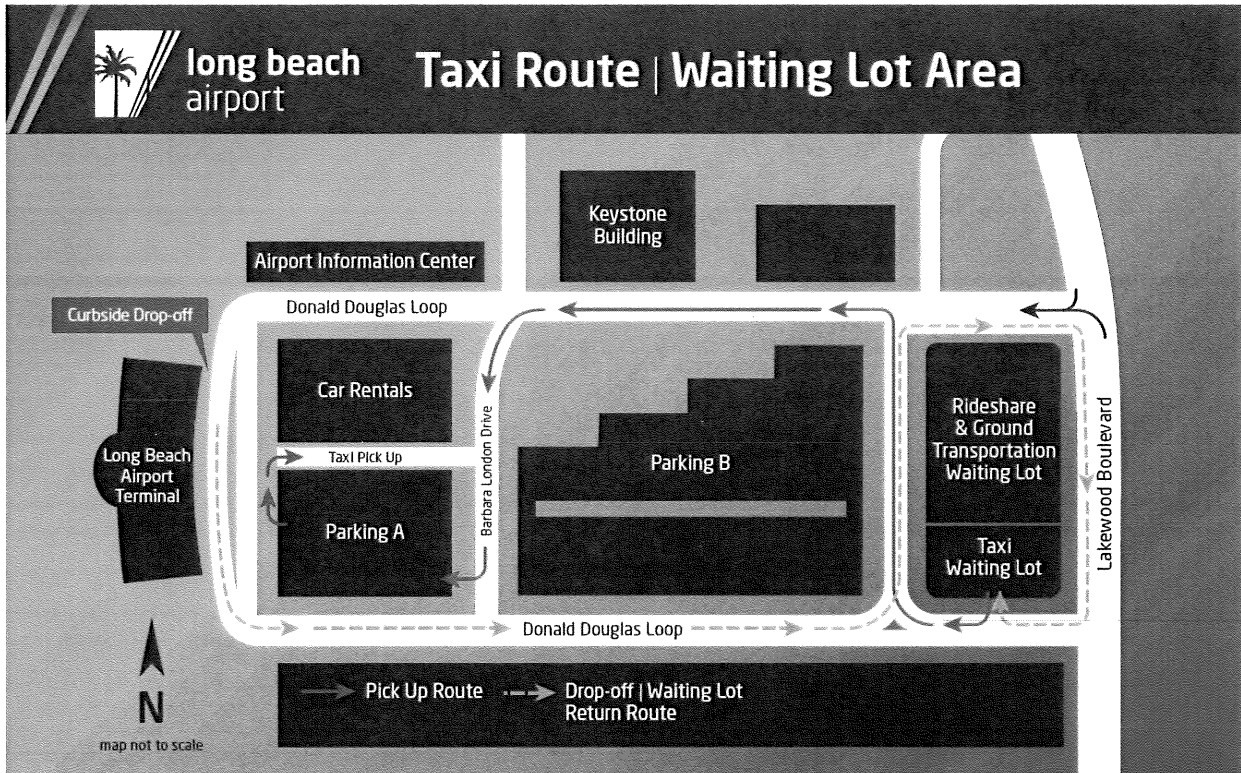 long beach
airport
Taxi Route | Waiting Lot Area
Keystone
Building
Airport Information Center
Curbside Drop-off
Donald Douglas Loop
Car Rentals
Taxi Pick Up
Long Beach
Airport
Terminal
Parking A
Barbara London Drive
Parking B
Rideshare
& Ground
Transportation
Waiting Lot
Taxi
Waiting Lot
Lakewood Boulevard
Donald Douglas Loop
Pick Up Route
Drop-off | Waiting Lot
Return Route
N
map not to scale